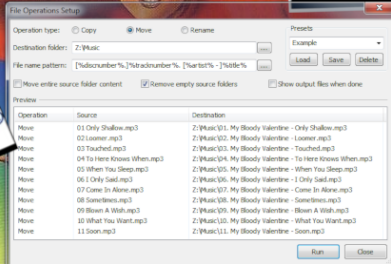 File Operations Setup
Operation type: Copy Move Rename
Destination folder: Z:\Music ...
File name pattern: [%discnumber%.]%tracknumber%. [%artist% - ]%title% ...
Presets
Example
Load Save Delete
Move entire source folder content Remove empty source folders Show output files when done
Preview
Operation Source Destination
Move 01 Only Shallow.mp3 Z:\Music\01. My Bloody Valentine - Only Shallow.mp3
Move 02 Loomer.mp3 Z:\Music\02. My Bloody Valentine - Loomer.mp3
Move 03 Touched.mp3 Z:\Music\03. My Bloody Valentine - Touched.mp3
Move 04 To Here Knows When.mp3 Z:\Music\04. My Bloody Valentine - To Here Knows When.mp3
Move 05 When You Sleep.mp3 Z:\Music\05. My Bloody Valentine - When You Sleep.mp3
Move 06 I Only Said.mp3 Z:\Music\06. My Bloody Valentine - I Only Said.mp3
Move 07 Come In Alone.mp3 Z:\Music\07. My Bloody Valentine - Come In Alone.mp3
Move 08 Sometimes.mp3 Z:\Music\08. My Bloody Valentine - Sometimes.mp3
Move 09 Blown A Wish.mp3 Z:\Music\09. My Bloody Valentine - Blown A Wish.mp3
Move 10 What You Want.mp3 Z:\Music\10. My Bloody Valentine - What You Want.mp3
Move 11 Soon.mp3 Z:\Music\11. My Bloody Valentine - Soon.mp3
Run Close